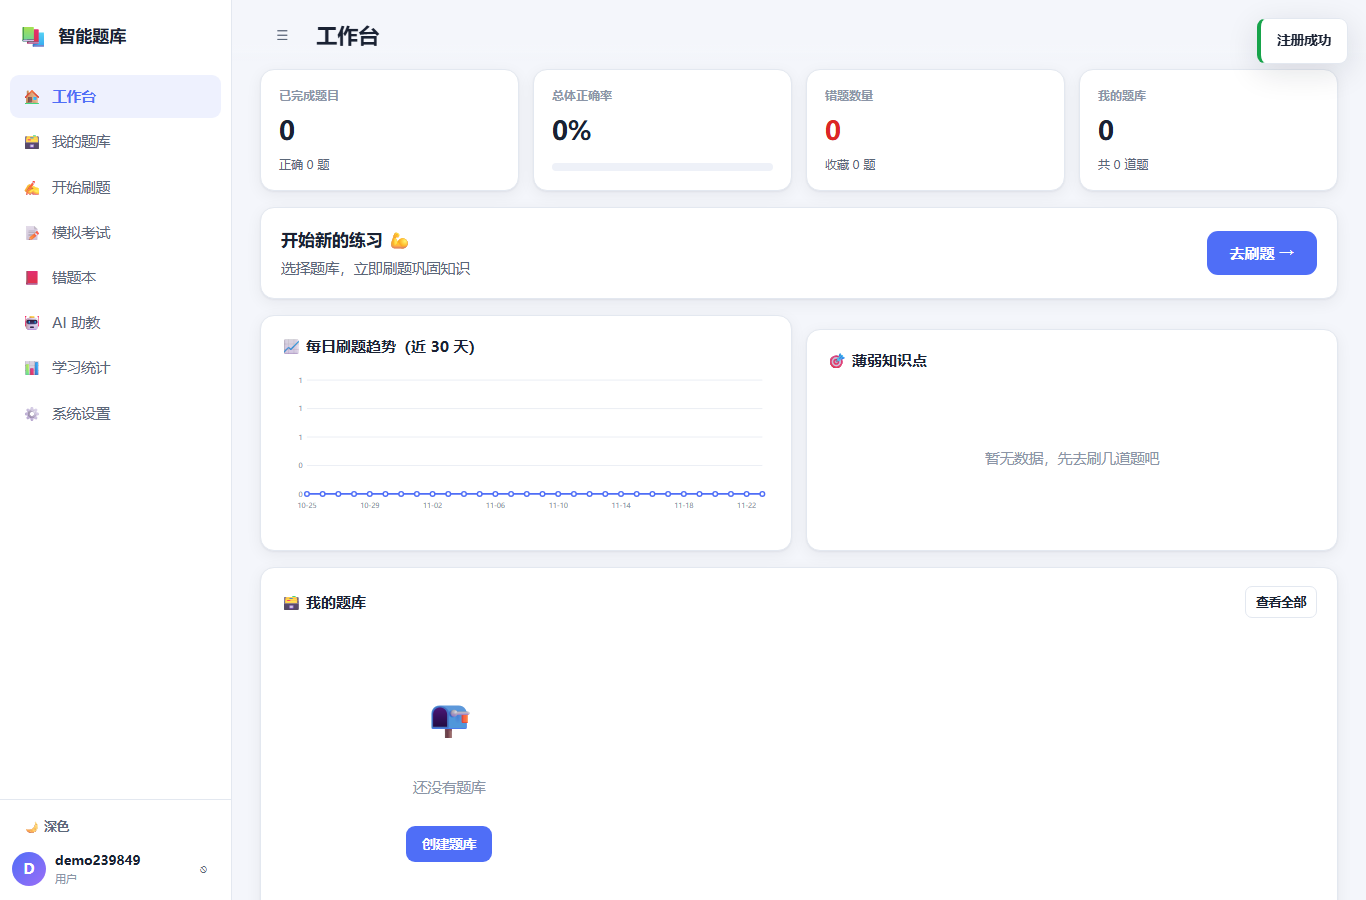 智能题库
工作台
我的题库
开始刷题
模拟考试
错题本
AI 助教
学习统计
系统设置
深色
D
demo239849
用户
工作台
注册成功
已完成题目
0
正确 0 题
总体正确率
0%
错题数量
0
收藏 0 题
我的题库
0
共 0 道题
开始新的练习
选择题库，立即刷题巩固知识
去刷题 →
每日刷题趋势（近 30 天）
1
1
1
0
0
10-25 10-29 11-02 11-06 11-10 11-14 11-18 11-22
薄弱知识点
暂无数据，先去刷几道题吧
我的题库
查看全部
还没有题库
创建题库